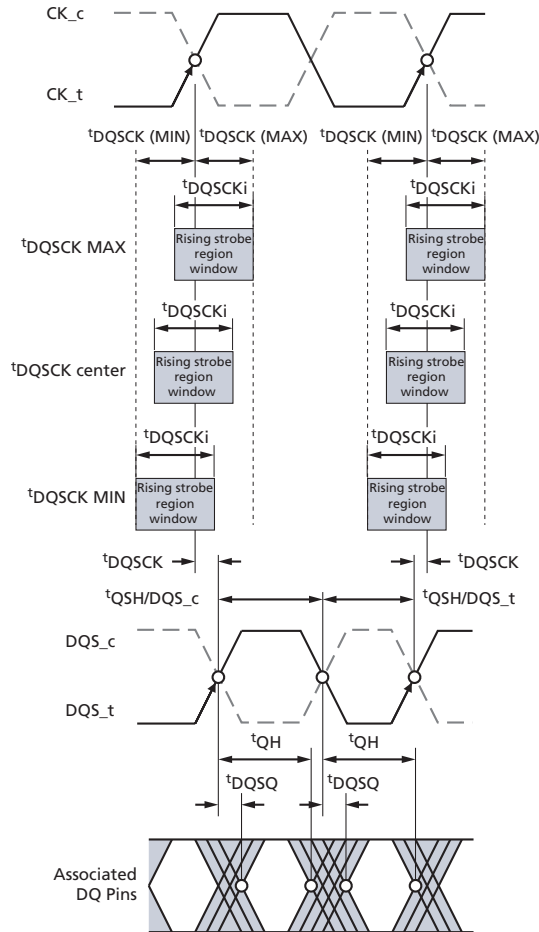 CK_c
CK_t
tDQSCK (MIN) tDQSCK (MAX) tDQSCK (MIN) tDQSCK (MAX)
tDQSCKi tDQSCKi
tDQSCK MAX
Rising strobe
region
window
Rising strobe
region
window
tDQSCKi tDQSCKi
tDQSCK center
Rising strobe
region
window
Rising strobe
region
window
tDQSCKi tDQSCKi
tDQSCK MIN
Rising strobe
region
window
Rising strobe
region
window
tDQSCK tDQSCK
tQSH/DQS_c tQSH/DQS_t
DQS_c
DQS_t
tQH tQH
tDQSQ tDQSQ
Associated
DQ Pins